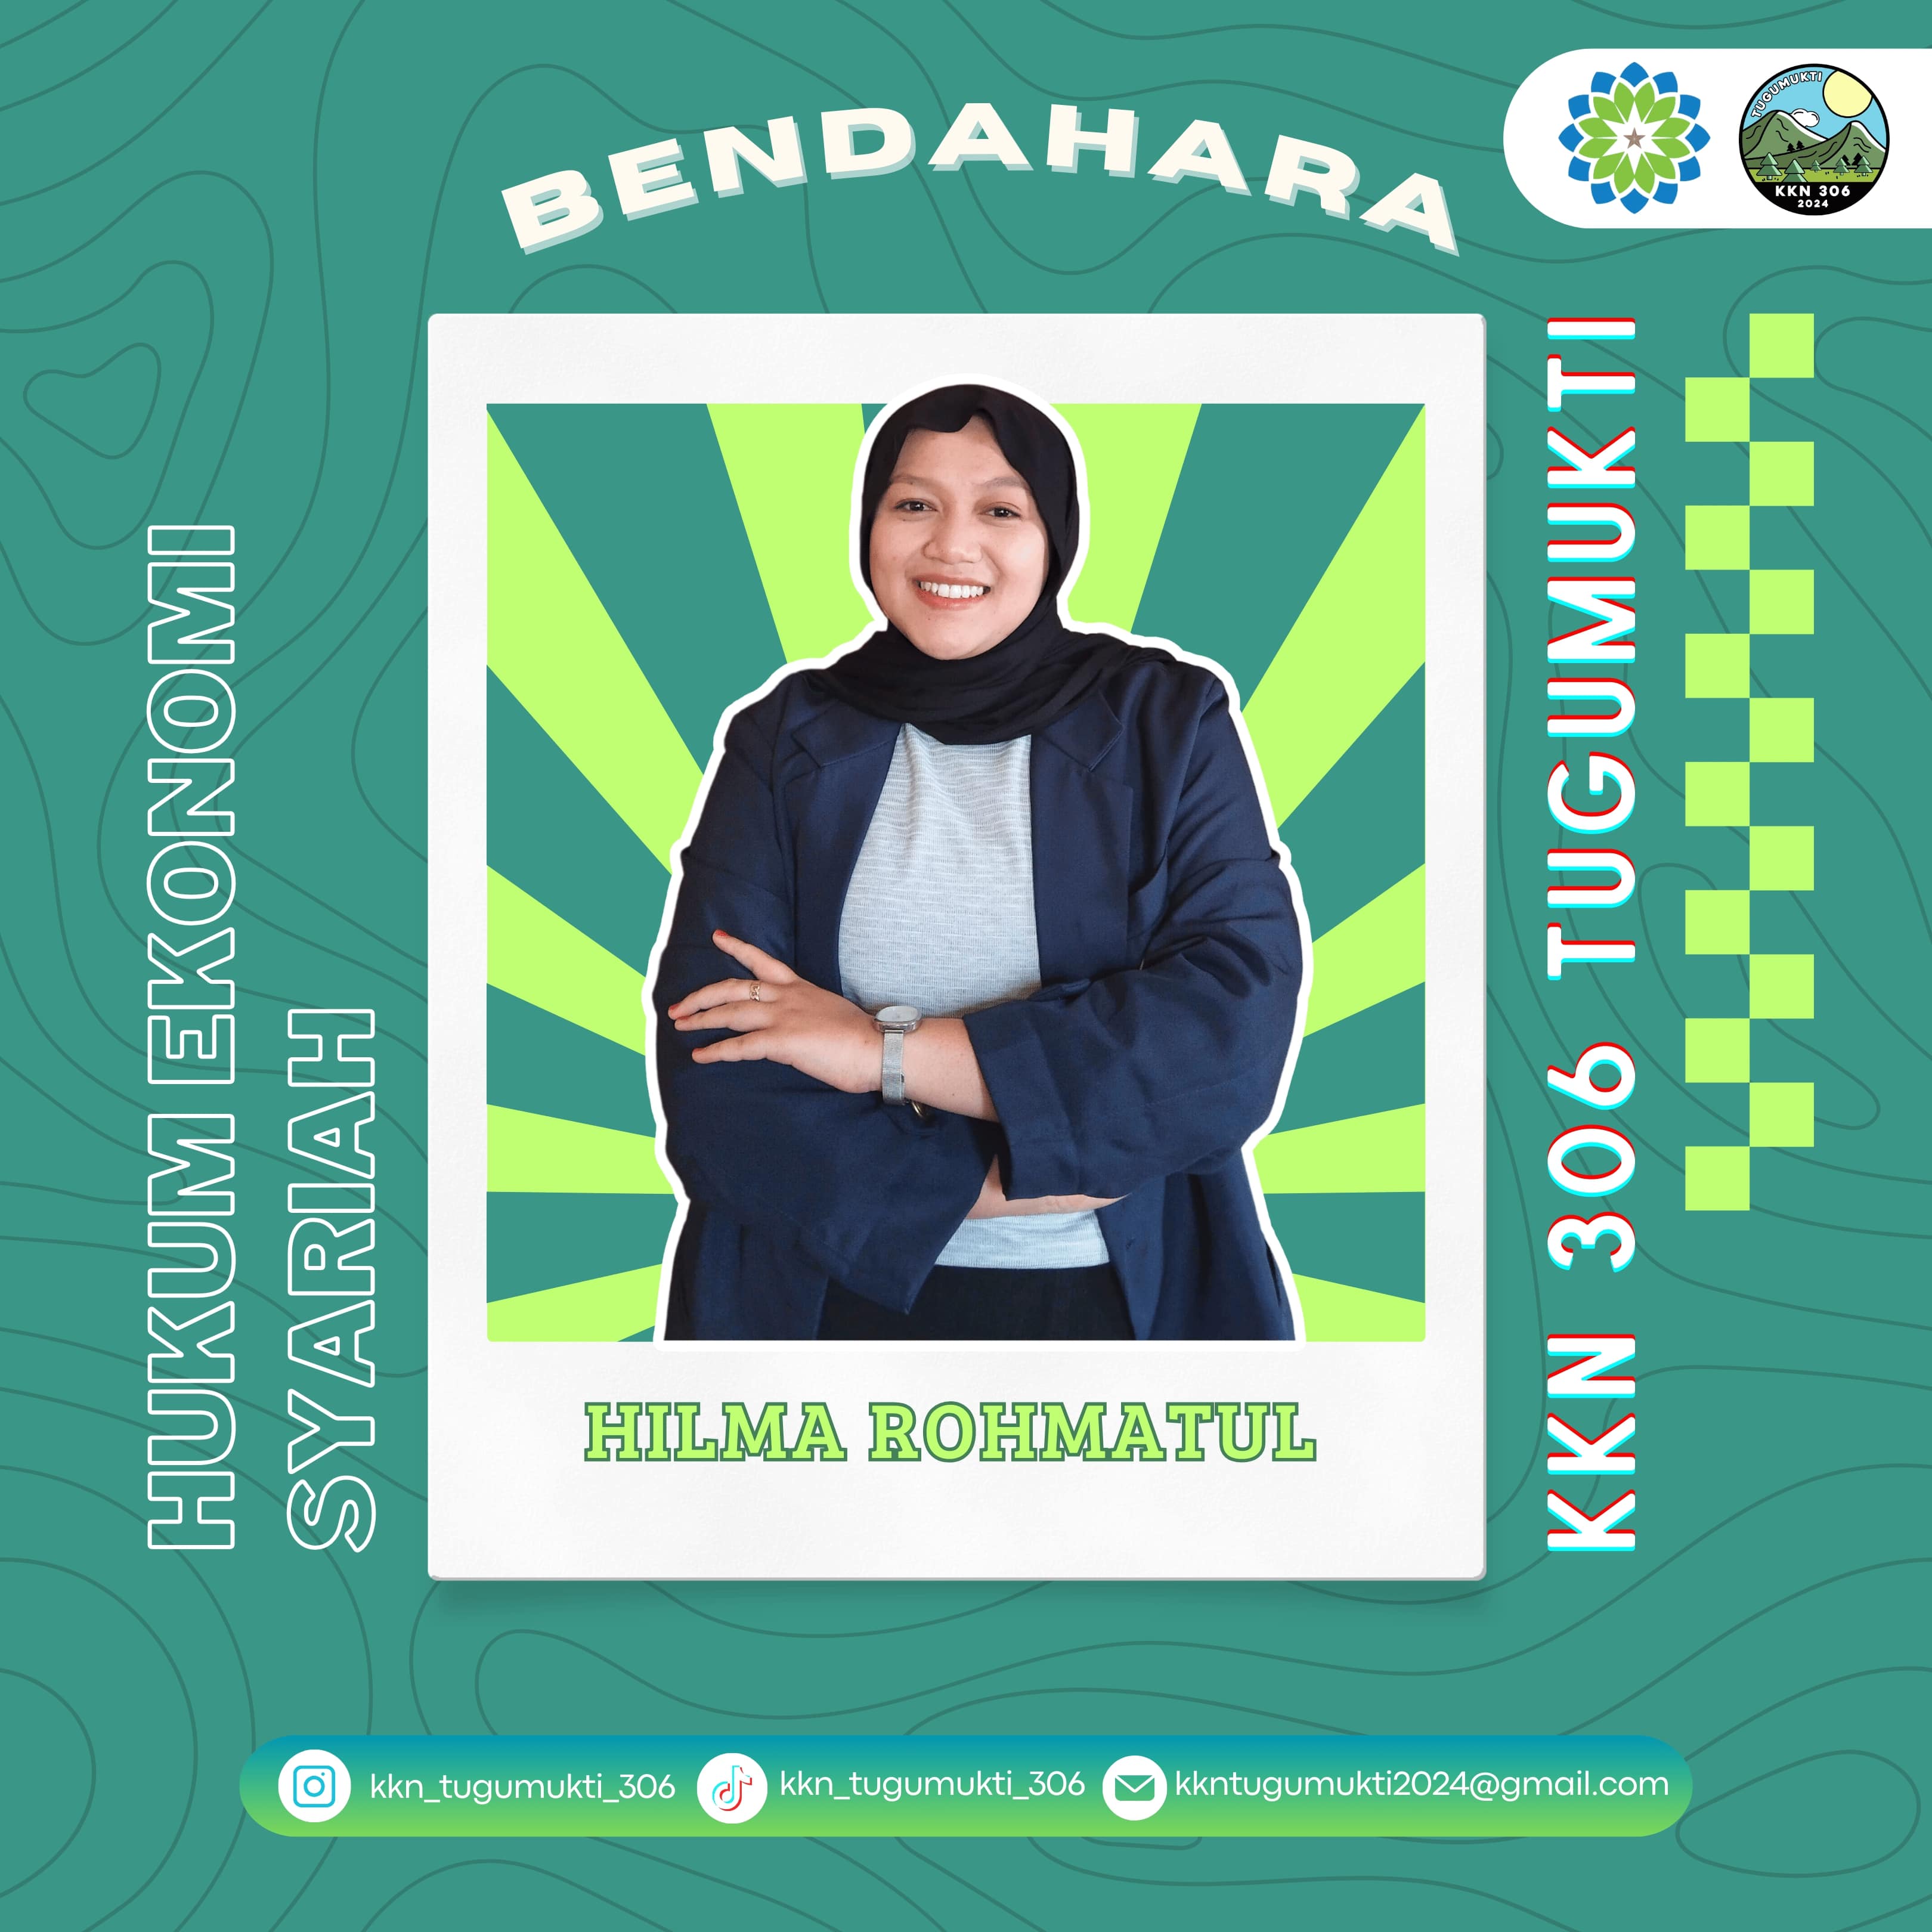 BENDAHARA
TUGUMUKTI
KKN 306
2024
HUKUM EKONOMI
SYARIAH
KKN 306 TUGUMUKTI
HILMA ROHMATUL
kkn_tugumukti_306
kkn_tugumukti_306
kkntugumukti2024@gmail.com